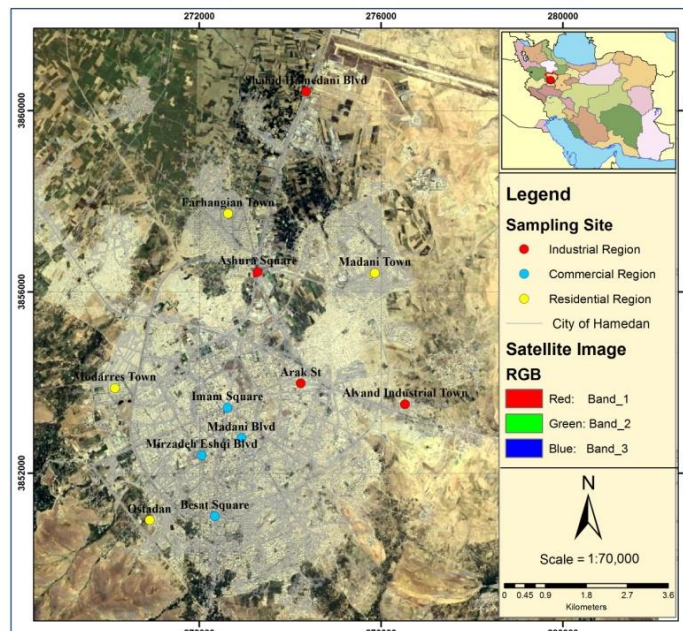 272000 276000 280000
Shahid Hamedani Blvd
3860000 3860000
Farhangian Town
Ashura Square
Madani Town
3856000 3856000
Modarres Town
Arak St
Imam Square
Alvand Industrial Town
Madani Blvd
Mirzadeh Eshqi Blvd
3852000 3852000
Ostadan
Besat Square
Legend
Sampling Site
Industrial Region
Commercial Region
Residential Region
City of Hamedan
Satellite Image
RGB
Red: Band_1
Green: Band_2
Blue: Band_3
N
Scale = 1:70,000
0 0.45 0.9 1.8 2.7 3.6
Kilometers